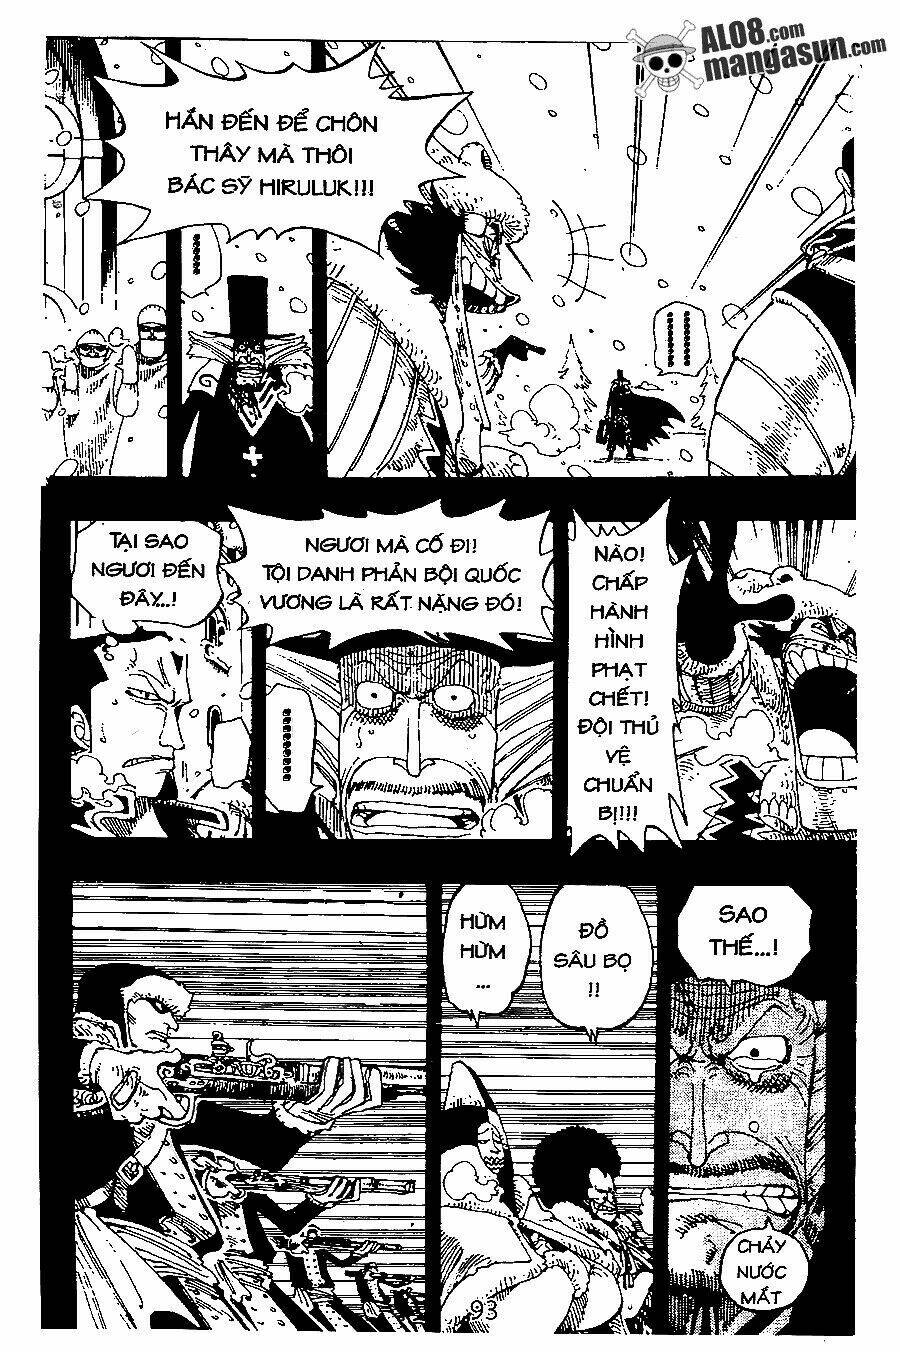 AL08.com
mangasun.com
HẮN ĐẾN ĐỂ CHÔN
THÂY MÀ THÔI
BÁC SỸ HIRULUK!!!
TẠI SAO
NGƯƠI ĐẾN
ĐÂY...!
NGƯƠI MÀ CỐ ĐI!
TỘI DANH PHẢN BỘI QUỐC
VƯƠNG LÀ RẤT NẶNG ĐÓ!
NÀO!
CHẤP
HÀNH
HÌNH
PHẠT
CHẾT!
ĐỘI THỦ
VỆ
CHUẨN
BỊ!!!
HỪM
HỪM
...
ĐỒ
SÂU BỌ
!!
SAO
THẾ...!
CHẢY
NƯỚC
MẮT
93